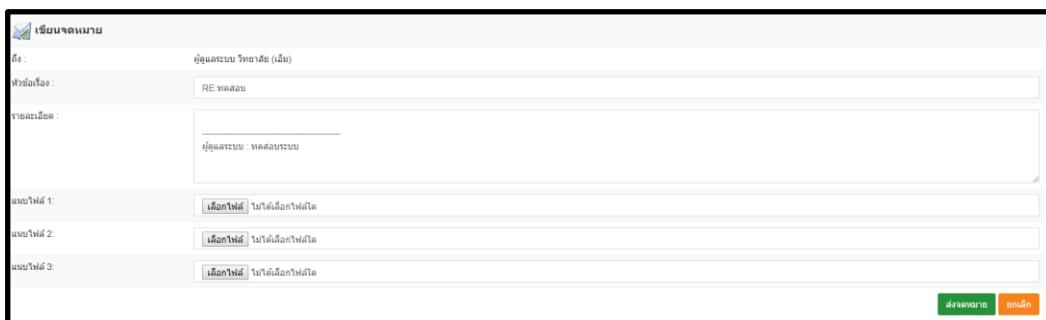 เขียนจดหมาย
ถึง : ผู้ดูแลระบบ วิทยาลัย (เอ็ม)
หัวข้อเรื่อง : RE:ทดสอบ
รายละเอียด :
--------------------------------------------------
ผู้ดูแลระบบ : ทดสอบระบบ
แนบไฟล์ 1: เลือกไฟล์ ไม่ได้เลือกไฟล์ใด
แนบไฟล์ 2: เลือกไฟล์ ไม่ได้เลือกไฟล์ใด
แนบไฟล์ 3: เลือกไฟล์ ไม่ได้เลือกไฟล์ใด
ส่งจดหมาย ยกเลิก